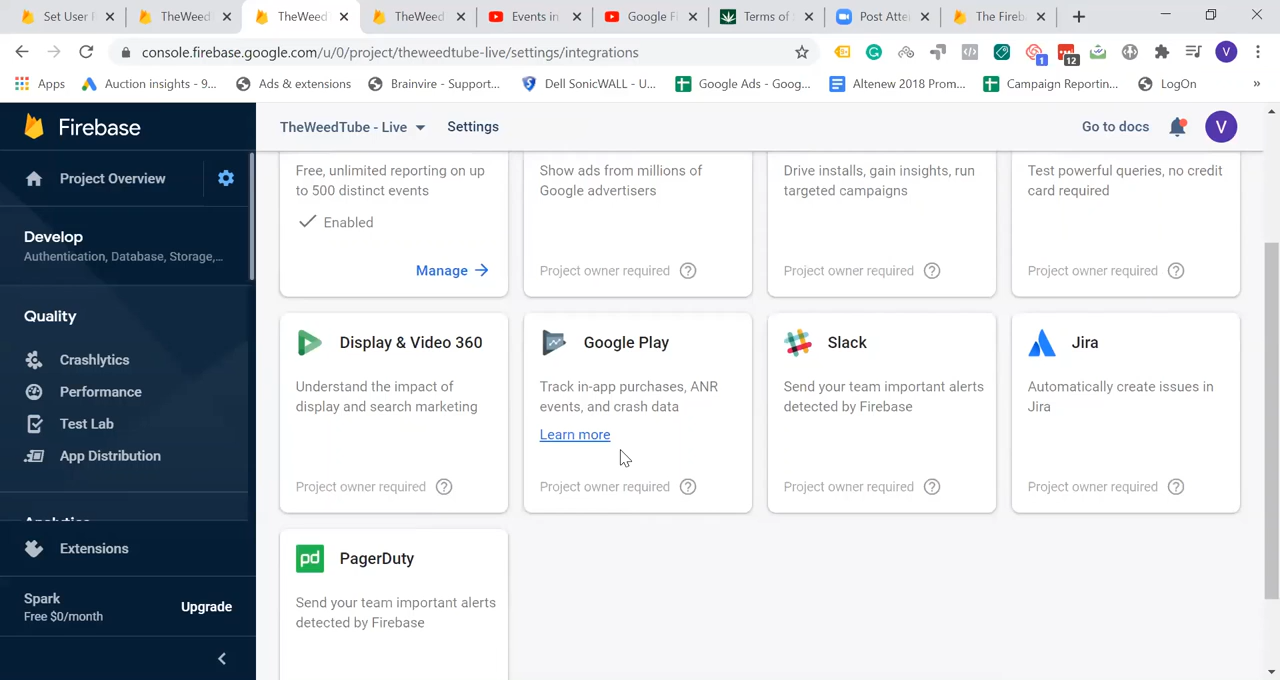 Set User P
TheWeed
TheWeed
TheWeed
Events in
Google Fi
Terms of
Post Atte
The Fireb
console.firebase.google.com/u/0/project/theweedtube-live/settings/integrations
1
12
V
Apps
Auction insights - 9...
Ads & extensions
Brainvire - Support...
Dell SonicWALL - U...
Google Ads - Goog...
Altenew 2018 Prom...
Campaign Reportin...
LogOn
»
Firebase
TheWeedTube - Live
Settings
Go to docs
V
Project Overview
Develop
Authentication, Database, Storage,...
Quality
Crashlytics
Performance
Test Lab
App Distribution
Analytics
Extensions
Spark
Free $0/month
Upgrade
Free, unlimited reporting on up
to 500 distinct events
Enabled
Manage
Show ads from millions of
Google advertisers
Project owner required
Drive installs, gain insights, run
targeted campaigns
Project owner required
Test powerful queries, no credit
card required
Project owner required
Display & Video 360
Understand the impact of
display and search marketing
Project owner required
Google Play
Track in-app purchases, ANR
events, and crash data
Learn more
Project owner required
Slack
Send your team important alerts
detected by Firebase
Project owner required
Jira
Automatically create issues in
Jira
Project owner required
pd
PagerDuty
Send your team important alerts
detected by Firebase